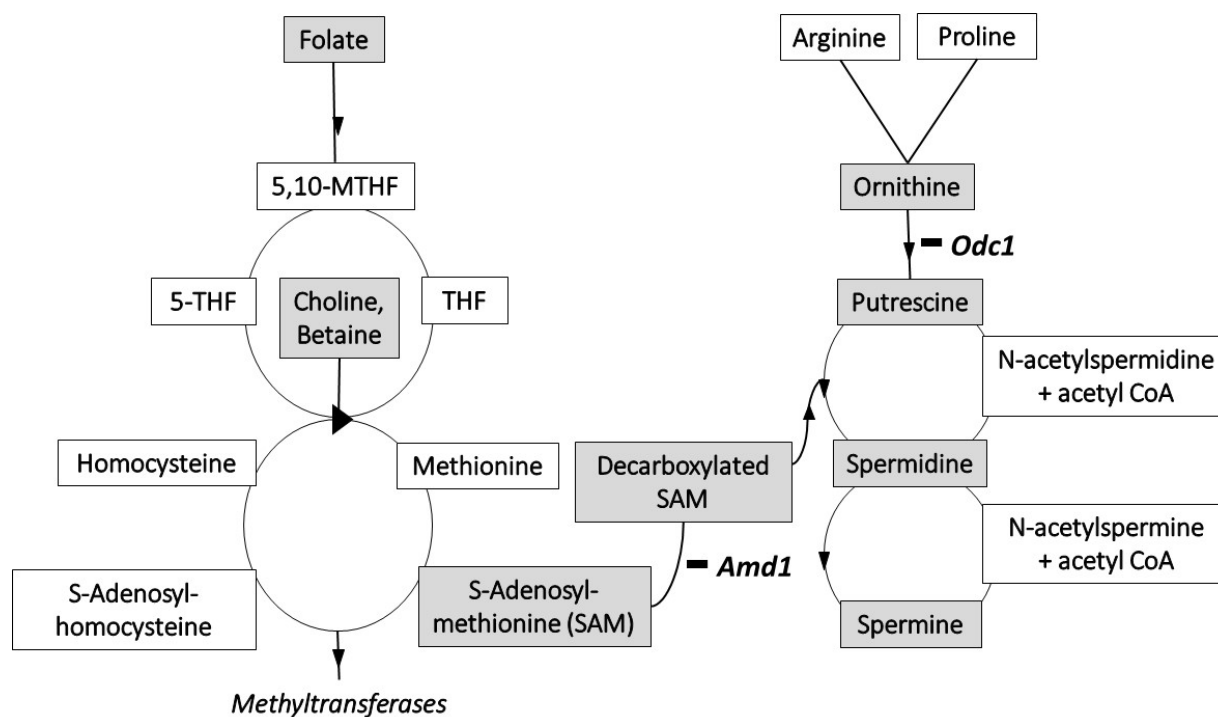 Folate
5,10-MTHF
5-THF
Choline,
Betaine
THF
Homocysteine
Methionine
S-Adenosyl-
homocysteine
S-Adenosyl-
methionine (SAM)
Methyltransferases
Decarboxylated
SAM
Amd1
Arginine
Proline
Ornithine
Odc1
Putrescine
N-acetylspermidine
+ acetyl CoA
Spermidine
N-acetylspermine
+ acetyl CoA
Spermine